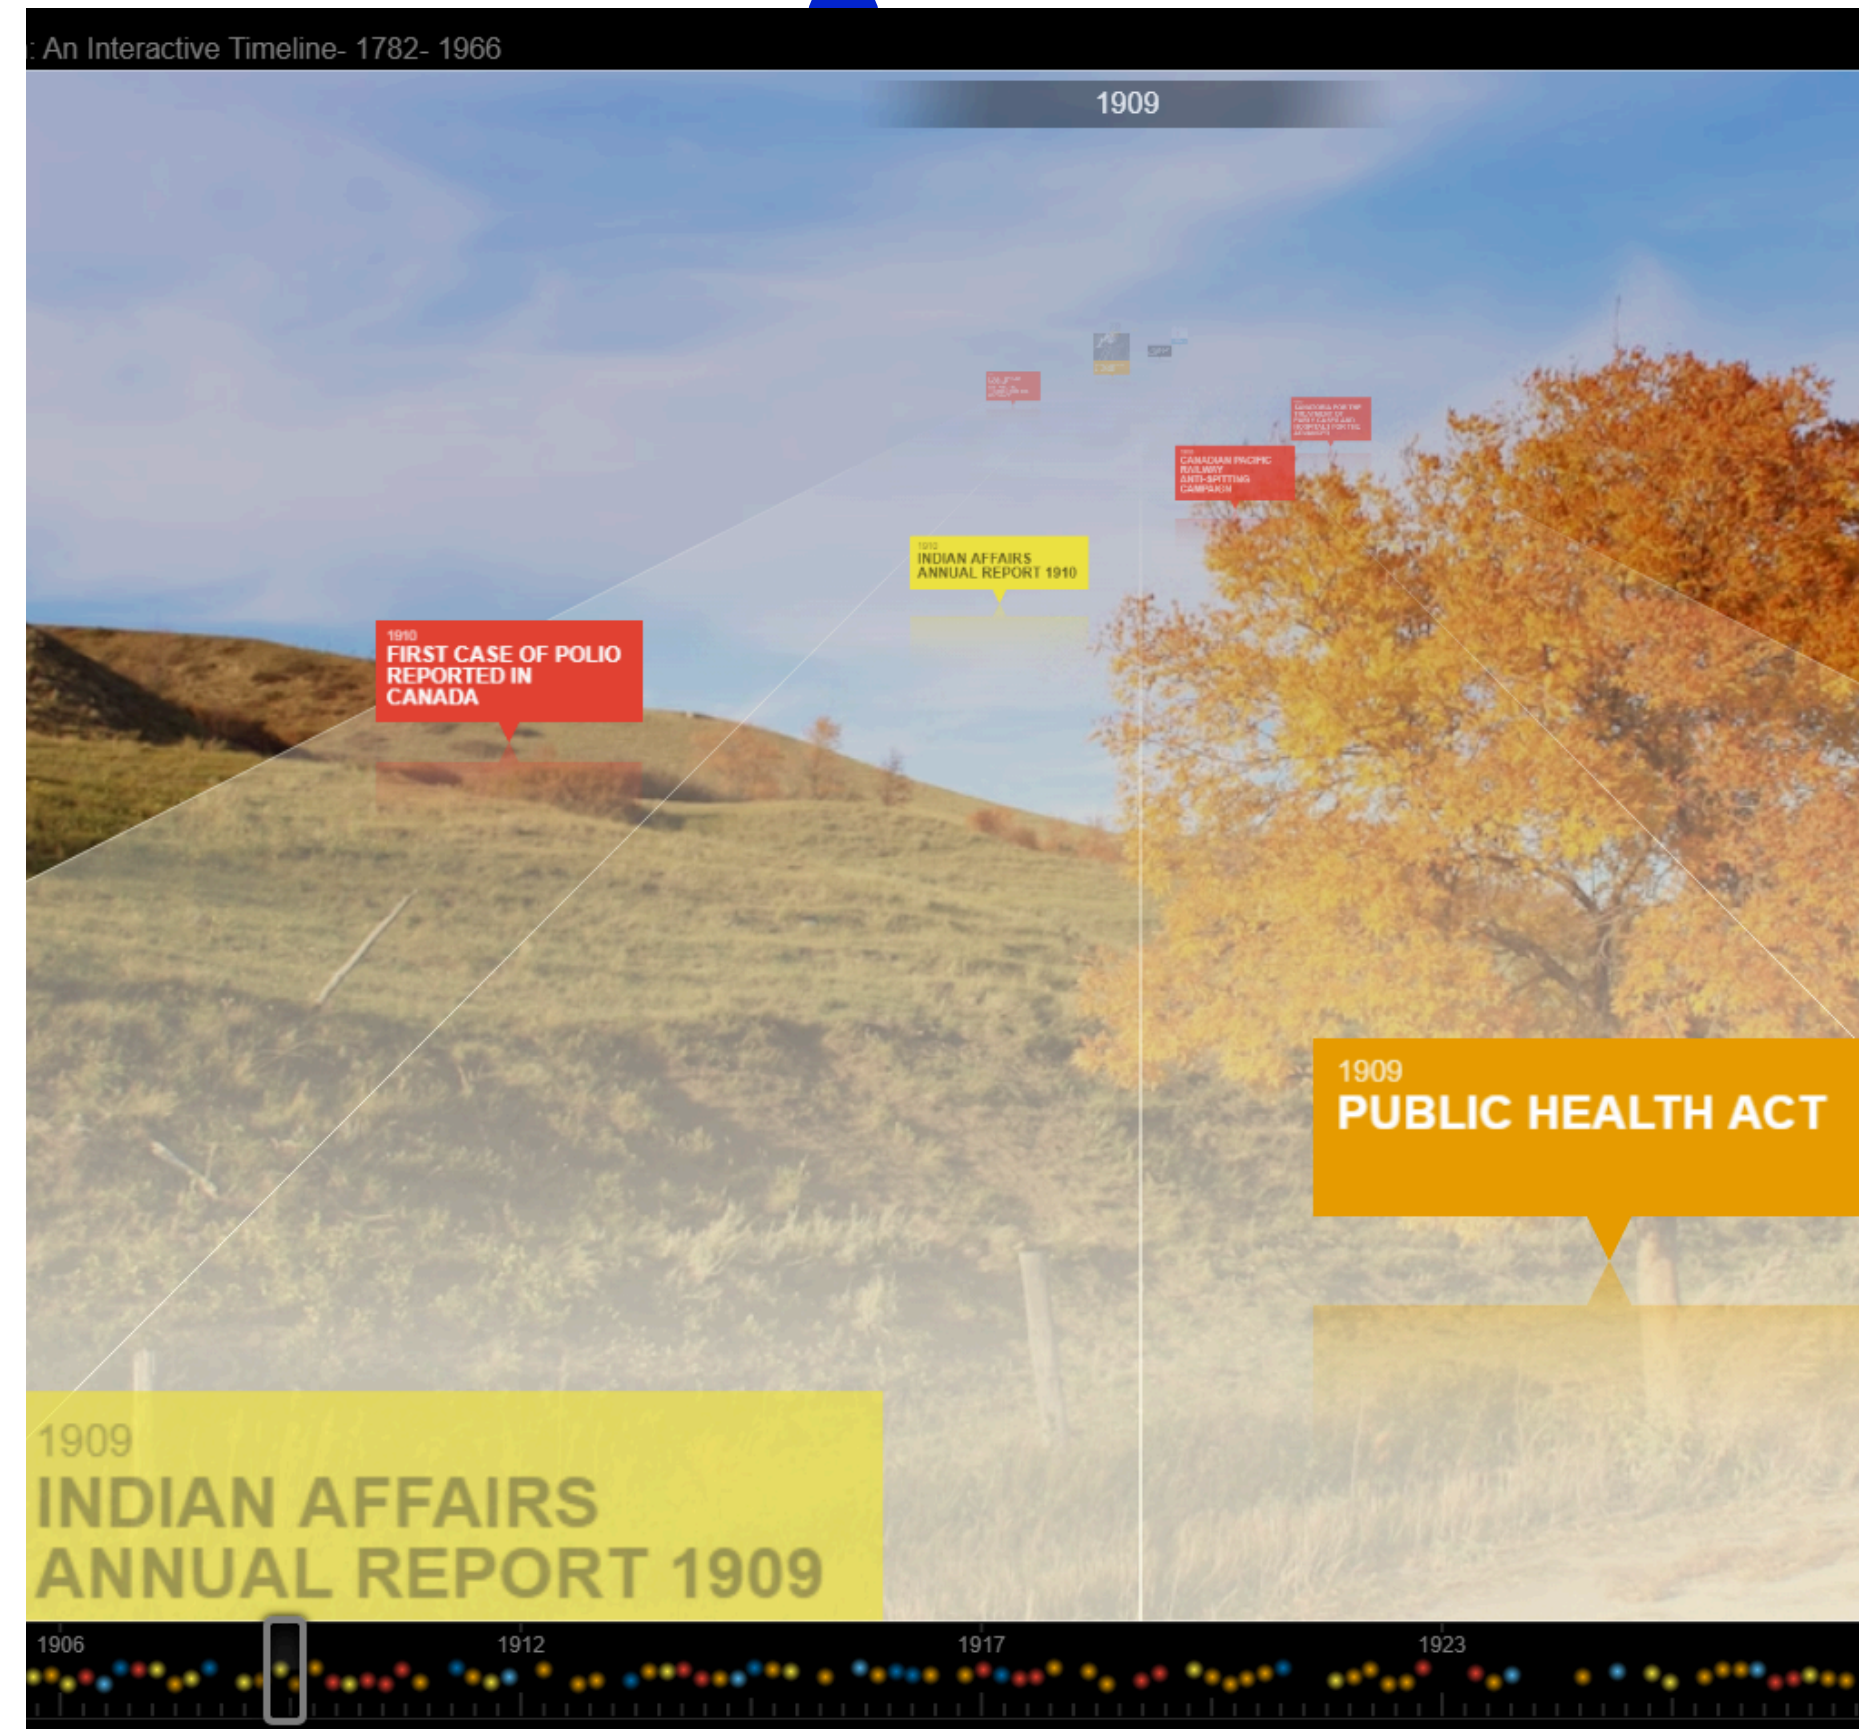 : An Interactive Timeline- 1782- 1966
1909
CANADIAN PACIFIC
RAILWAY
ANTI-SPITTING
CAMPAIGN
INDIAN AFFAIRS
ANNUAL REPORT 1910
1910
FIRST CASE OF POLIO
REPORTED IN
CANADA
1909
PUBLIC HEALTH ACT
1909
INDIAN AFFAIRS
ANNUAL REPORT 1909
1906
1912
1917
1923